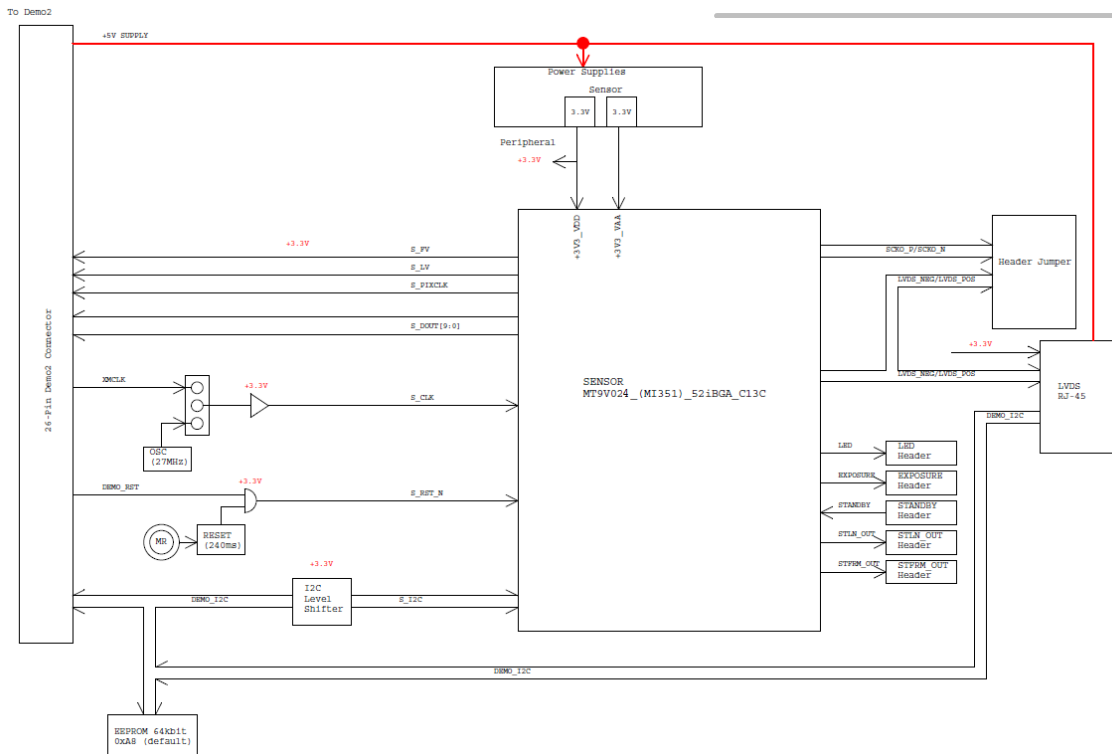 To Demo2
+5V SUPPLY
Power Supplies
Sensor
3.3V
3.3V
Peripheral
+3.3V
+3V3_VDD
+3V3_VAA
26-Pin Demo2 Connector
+3.3V
S_FV
S_LV
S_PIXCLK
S_DOUT[9:0]
XMCLK
+3.3V
S_CLK
OSC
(27MHz)
DEMO_RST
+3.3V
S_RST_N
MR
RESET
(240ms)
+3.3V
I2C
Level
Shifter
DEMO_I2C
S_I2C
SENSOR
MT9V024_(MI351)_52iBGA_C13C
SCKO_P/SCKO_N
Header Jumper
LVDS_NEG/LVDS_POS
+3.3V
LVDS_NEG/LVDS_POS
LVDS
RJ-45
DEMO_I2C
LED
LED
Header
EXPOSURE
EXPOSURE
Header
STANDBY
STANDBY
Header
STLN_OUT
STLN_OUT
Header
STFRM_OUT
STFRM_OUT
Header
DEMO_I2C
EEPROM 64kbit
0xA8 (default)